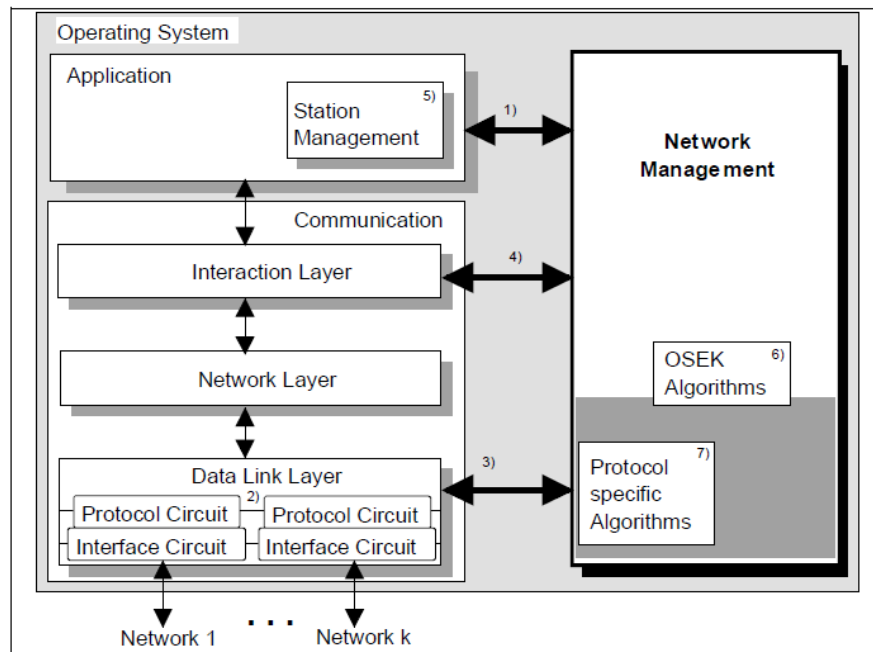 Operating System
Application
5)
Station
Management
1)
Network
Management
Communication
Interaction Layer
4)
Network Layer
OSEK
Algorithms
6)
Data Link Layer
3)
2)
Protocol Circuit
Protocol Circuit
Interface Circuit
Interface Circuit
Protocol
specific
Algorithms
7)
Network 1
. . .
Network k